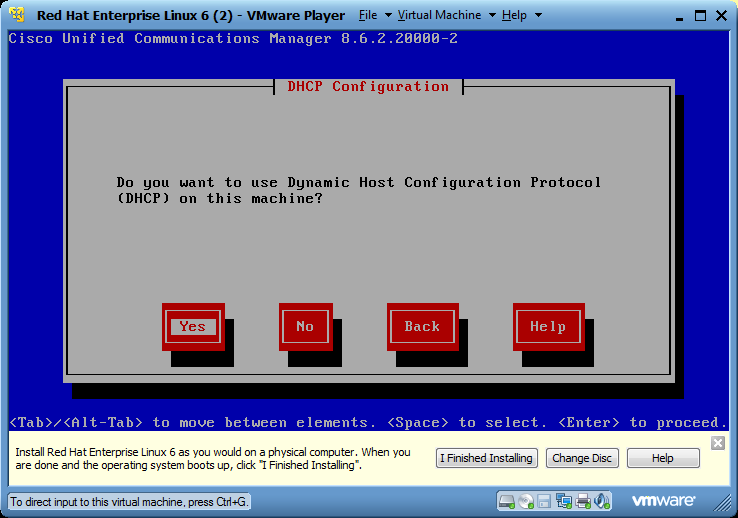 Red Hat Enterprise Linux 6 (2) - VMware Player File Virtual Machine Help
Cisco Unified Communications Manager 8.6.2.20000-2
DHCP Configuration
Do you want to use Dynamic Host Configuration Protocol
(DHCP) on this machine?
Yes No Back Help
<Tab>/<Alt-Tab> to move between elements. <Space> to select. <Enter> to proceed.
Install Red Hat Enterprise Linux 6 as you would on a physical computer. When you
are done and the operating system boots up, click "I Finished Installing".
I Finished Installing Change Disc Help
To direct input to this virtual machine, press Ctrl+G.
vmware